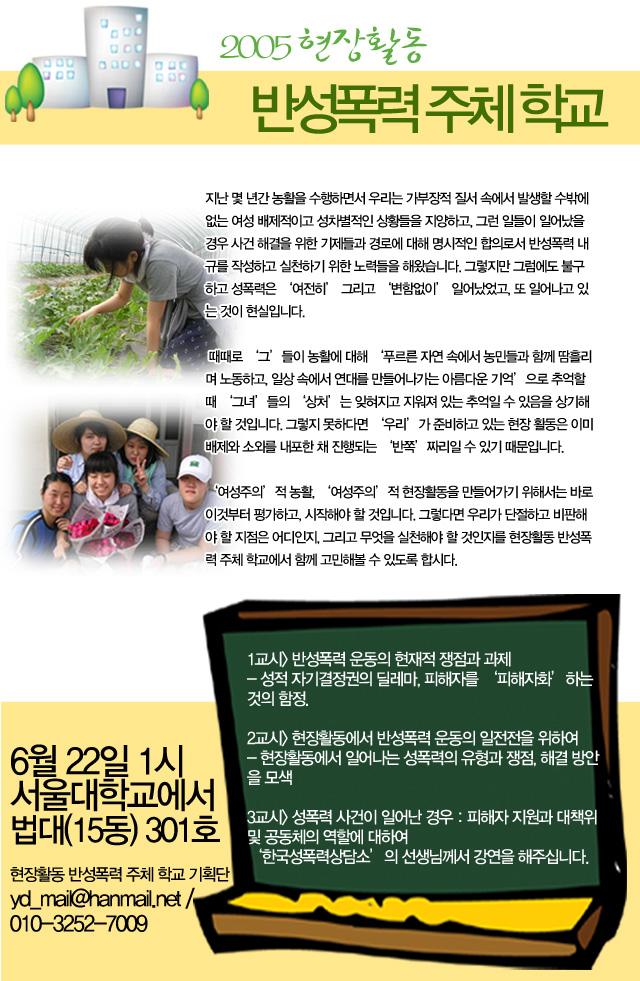 2005 현장활동
반성폭력 주체 학교
지난 몇 년간 농활을 수행하면서 우리는 가부장적 질서 속에서 발생할 수밖에
없는 여성 배제적이고 성차별적인 상황들을 지양하고, 그런 일들이 일어났을
경우 사건 해결을 위한 기제들과 경로에 대해 명시적인 합의로서 반성폭력 내
규를 작성하고 실천하기 위한 노력들을 해왔습니다. 그렇지만 그럼에도 불구
하고 성폭력은 ‘여전히’ 그리고 ‘변함없이’ 일어났었고, 또 일어나고 있
는 것이 현실입니다.
때때로 ‘그’들이 농활에 대해 ‘푸르른 자연 속에서 농민들과 함께 땀흘리
며 노동하고, 일상 속에서 연대를 만들어나가는 아름다운 기억’으로 추억할
때 ‘그녀’들의 ‘상처’는 잊혀지고 지워져 있는 추억일 수 있음을 상기해
야 할 것입니다. 그렇지 못하다면 ‘우리’가 준비하고 있는 현장 활동은 이미
배제와 소외를 내포한 채 진행되는 ‘반쪽’짜리일 수 있기 때문입니다.
‘여성주의’적 농활, ‘여성주의’적 현장활동을 만들어가기 위해서는 바로
이것부터 평가하고, 시작해야 할 것입니다. 그렇다면 우리가 단절하고 비판해
야 할 지점은 어디인지, 그리고 무엇을 실천해야 할 것인지를 현장활동 반성폭
력 주체 학교에서 함께 고민해볼 수 있도록 합시다.
1교시> 반성폭력 운동의 현재적 쟁점과 과제
- 성적 자기결정권의 딜레마, 피해자를 ‘피해자화’하는
것의 함정.
2교시> 현장활동에서 반성폭력 운동의 일전전을 위하여
- 현장활동에서 일어나는 성폭력의 유형과 쟁점, 해결 방안
을 모색
3교시> 성폭력 사건이 일어난 경우 : 피해자 지원과 대책위
및 공동체의 역할에 대하여
‘한국성폭력상담소’의 선생님께서 강연을 해주십니다.
6월 22일 1시
서울대학교에서
법대(15동) 301호
현장활동 반성폭력 주체 학교 기획단
yd_mail@hanmail.net /
010-3252-7009